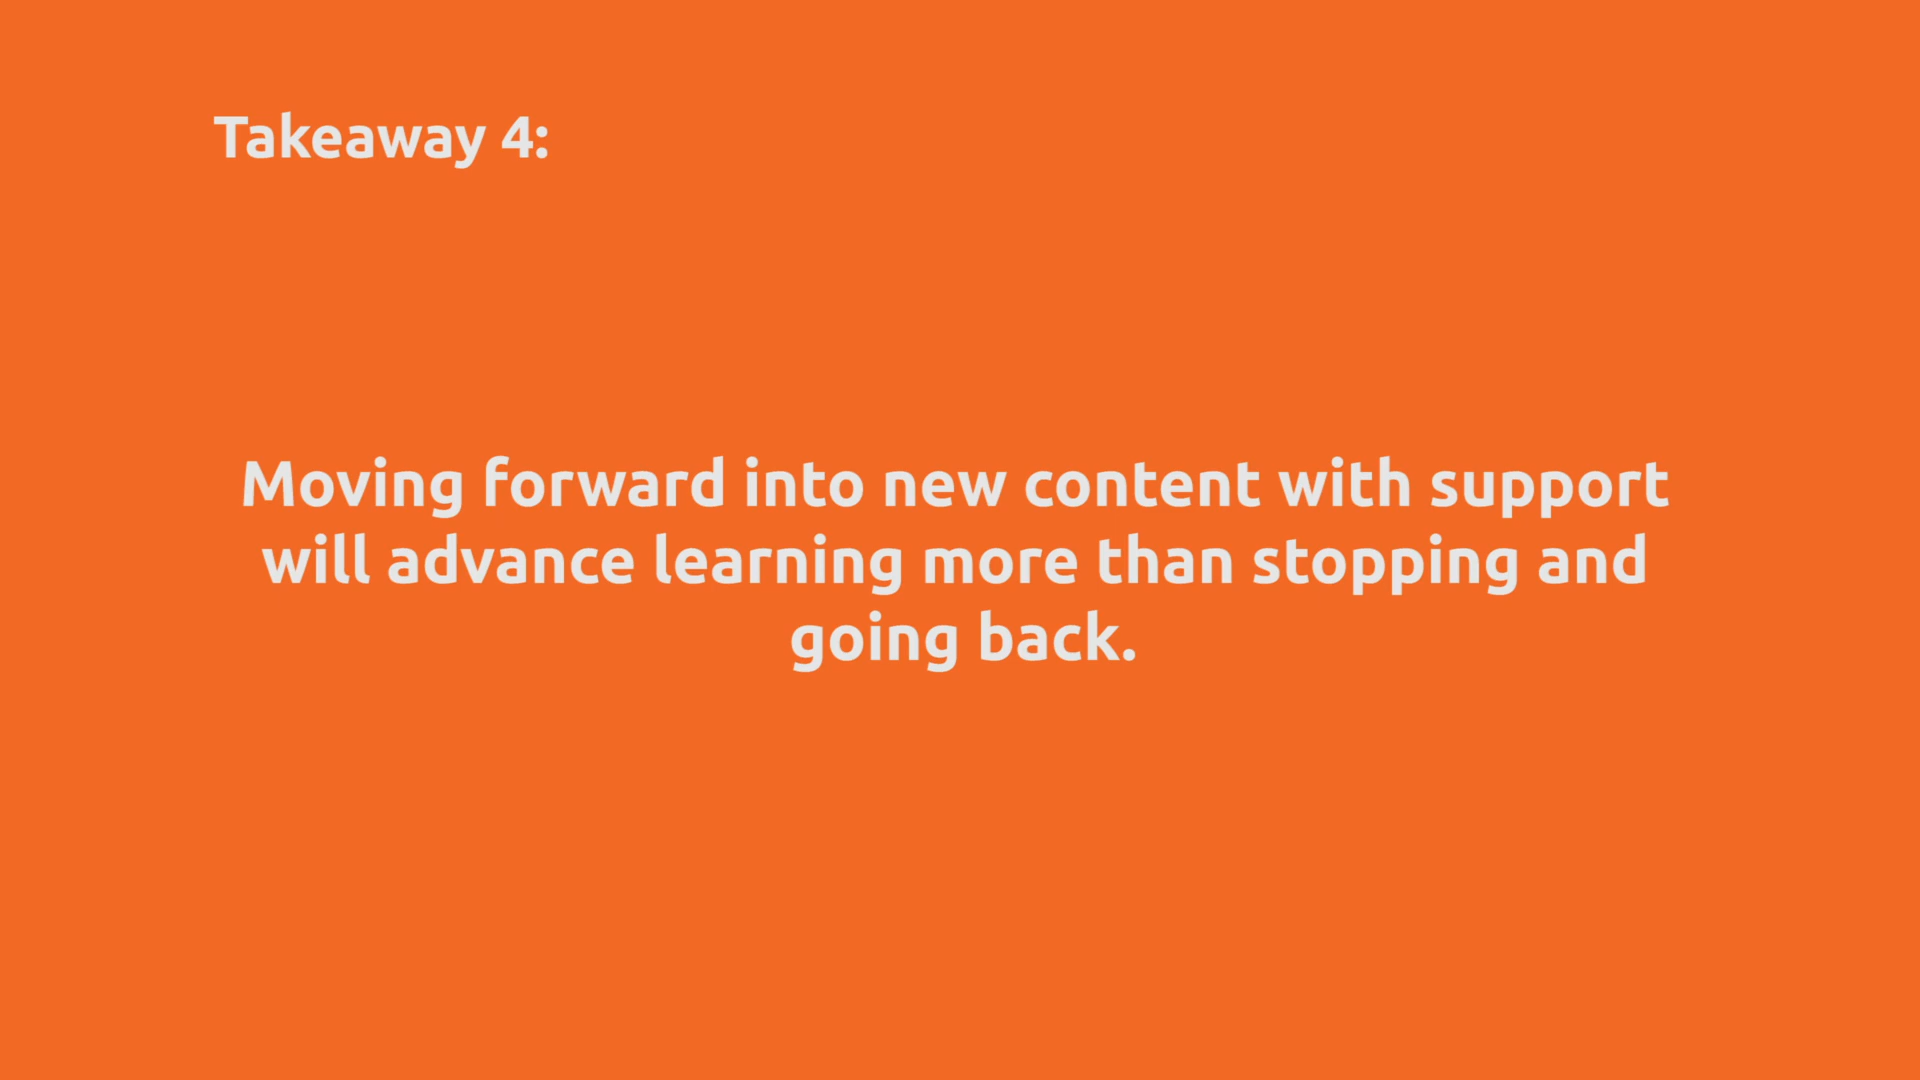 Takeaway 4:
Moving forward into new content with support
will advance learning more than stopping and
going back.